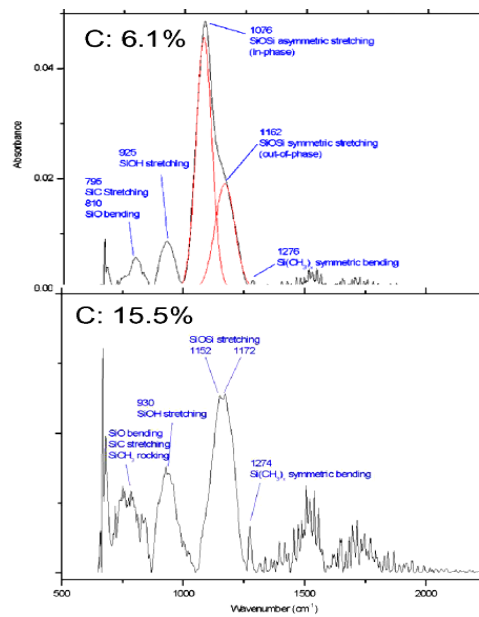 C: 6.1%
1076
SiOSi asymmetric stretching
(in-phase)
0.04
Absorbance
925
SiOH stretching
1162
SiOSi symmetric stretching
(out-of-phase)
0.02
795
SiC Stretching
810
SiO bending
1276
Si(CH3)x symmetric bending
0.00
C: 15.5%
SiOSi stretching
1152 1172
930
SiOH stretching
SiO bending
SiC stretching
SiCH3 rocking
1274
Si(CH3)x symmetric bending
500 1000 1500 2000
Wavenumber (cm-1)